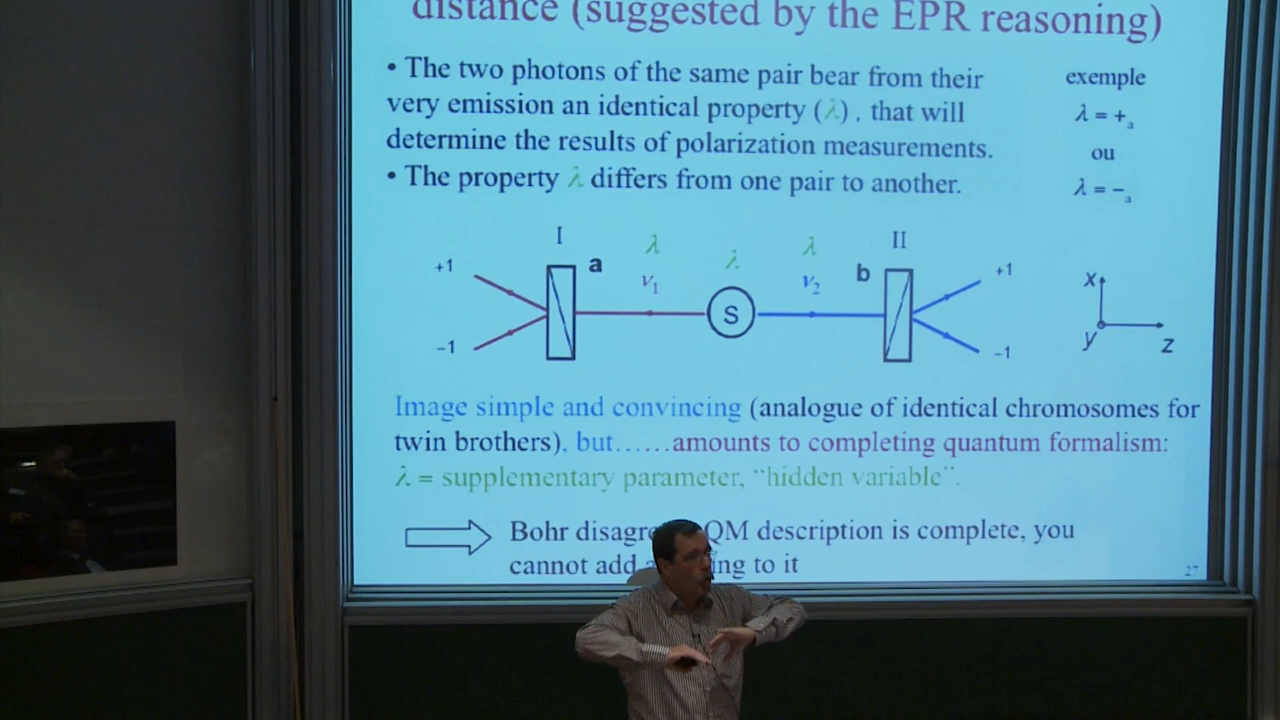 distance (suggested by the EPR reasoning)
• The two photons of the same pair bear from their
very emission an identical property (λ) , that will
determine the results of polarization measurements.
• The property λ differs from one pair to another.
exemple
λ = +a
ou
λ = −a
I
II
+1
−1
a
λ
ν1
λ
S
λ
ν2
b
+1
−1
x
y
z
Image simple and convincing (analogue of identical chromosomes for
twin brothers), but……amounts to completing quantum formalism:
λ = supplementary parameter, “hidden variable”.
Bohr QM description is complete, you
cannot add to it
27